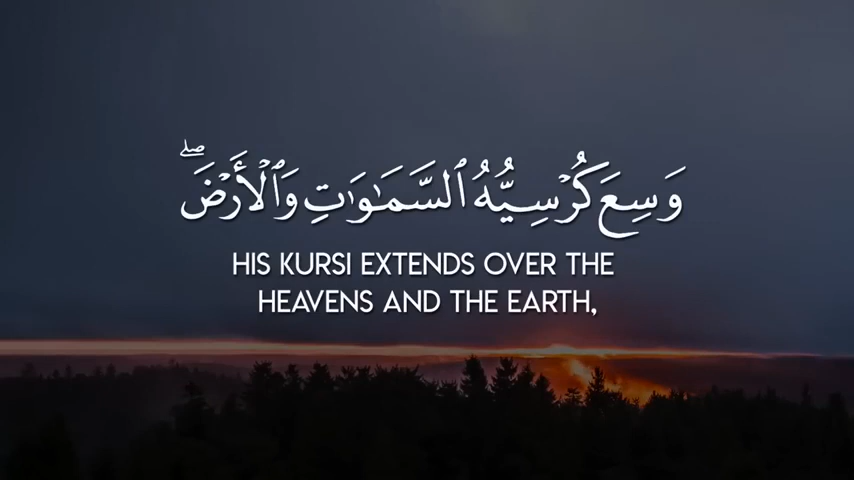 وَسِعَ كُرْسِيُّهُ ٱلسَّمَـٰوَٰتِ وَٱلْأَرْضَ ۖ
HIS KURSI EXTENDS OVER THE
HEAVENS AND THE EARTH,